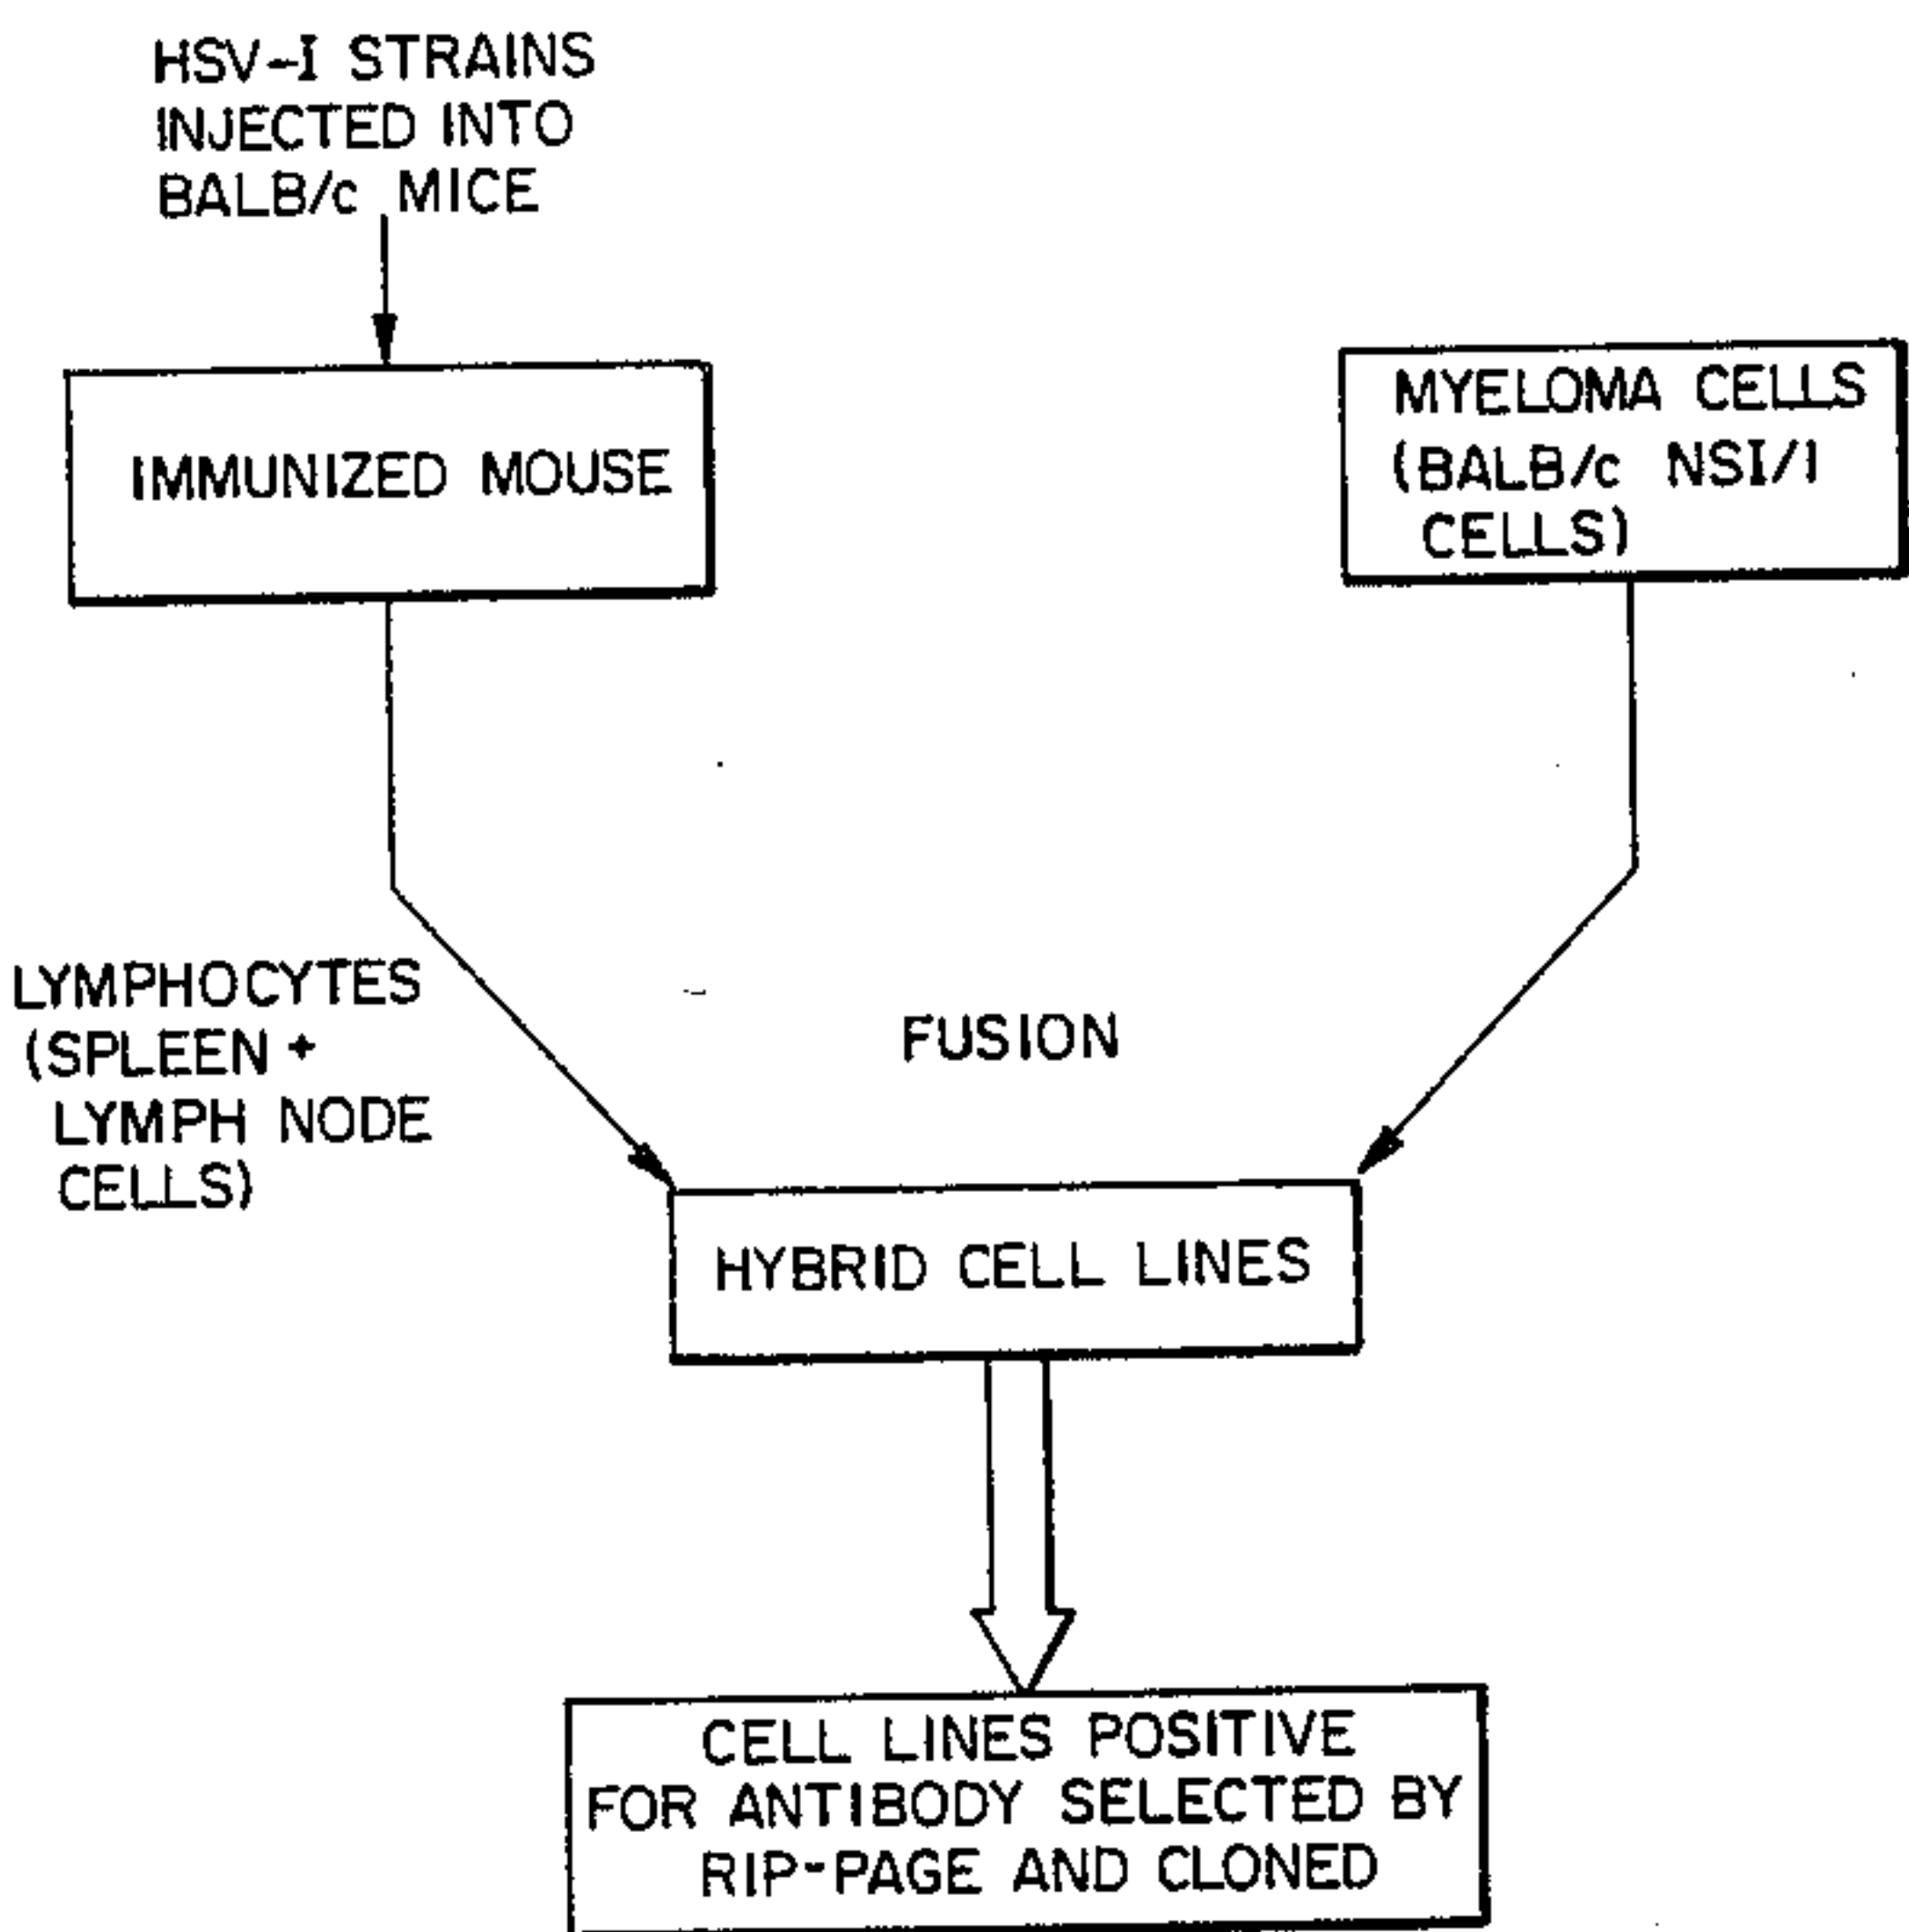 HSV-I STRAINS
INJECTED INTO
BALB/c MICE
IMMUNIZED MOUSE
MYELOMA CELLS
(BALB/c NSI/1
CELLS)
LYMPHOCYTES
(SPLEEN +
LYMPH NODE
CELLS)
FUSION
HYBRID CELL LINES
CELL LINES POSITIVE
FOR ANTIBODY SELECTED BY
RIP-PAGE AND CLONED